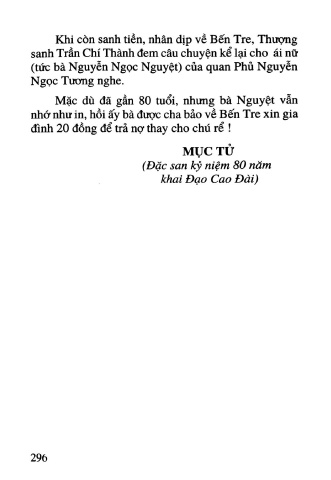 Khi còn sanh tiền, nhân dịp về Bến Tre, Thượng
sanh Trần Chí Thành đem câu chuyện kể lại cho ái nữ
(tức bà Nguyễn Ngọc Nguyệt) của quan Phủ Nguyễn
Ngọc Tương nghe.
Mặc dù đã gần 80 tuổi, nhưng bà Nguyệt vẫn
nhớ như in, hồi ấy bà được cha bảo về Bến Tre xin gia
đình 20 đồng để trả nợ thay cho chú rể !
MỤC TỬ
(Đặc san kỷ niệm 80 năm
khai Đạo Cao Đài)
296